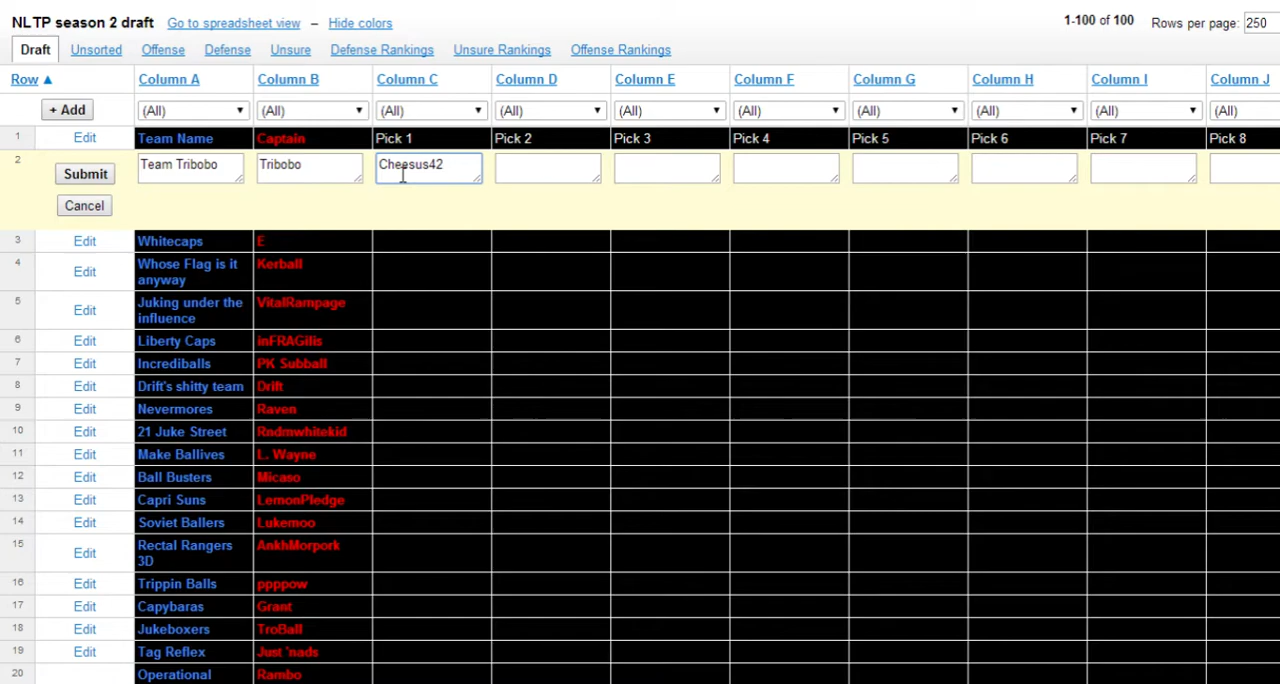 NLTP season 2 draft Go to spreadsheet view – Hide colors 1-100 of 100 Rows per page: 250
Draft Unsorted Offense Defense Unsure Defense Rankings Unsure Rankings Offense Rankings
Row ▲ Column A Column B Column C Column D Column E Column F Column G Column H Column I Column J
+ Add (All) (All) (All) (All) (All) (All) (All) (All) (All) (All)
1 Edit Team Name Captain Pick 1 Pick 2 Pick 3 Pick 4 Pick 5 Pick 6 Pick 7 Pick 8
2 Submit Team Tribobo Tribobo Cheesus42
Cancel
3 Edit Whitecaps E
4 Edit Whose Flag is it Kerball
anyway
5 Edit Juking under the VitalRampage
influence
6 Edit Liberty Caps inFRAGilis
7 Edit Incrediballs PK Subball
8 Edit Drift's shitty team Drift
9 Edit Nevermores Raven
10 Edit 21 Juke Street Rndmwhitekid
11 Edit Make Ballives L. Wayne
12 Edit Ball Busters Micaso
13 Edit Capri Suns LemonPledge
14 Edit Soviet Ballers Lukemoo
15 Edit Rectal Rangers AnkhMorpork
3D
16 Edit Trippin Balls ppppow
17 Edit Capybaras Grant
18 Edit Jukeboxers TroBall
19 Edit Tag Reflex Just 'nads
20 Operational Rambo